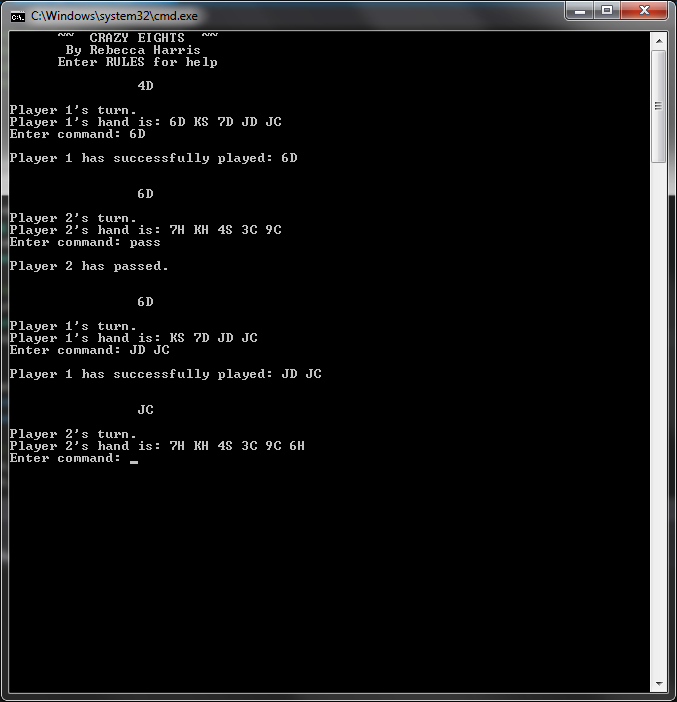 C:\Windows\system32\cmd.exe
^^ CRAZY EIGHTS ^^
By Rebecca Harris
Enter RULES for help
4D
Player 1's turn.
Player 1's hand is: 6D KS 7D JD JC
Enter command: 6D
Player 1 has successfully played: 6D
6D
Player 2's turn.
Player 2's hand is: 7H KH 4S 3C 9C
Enter command: pass
Player 2 has passed.
6D
Player 1's turn.
Player 1's hand is: KS 7D JD JC
Enter command: JD JC
Player 1 has successfully played: JD JC
JC
Player 2's turn.
Player 2's hand is: 7H KH 4S 3C 9C 6H
Enter command: _